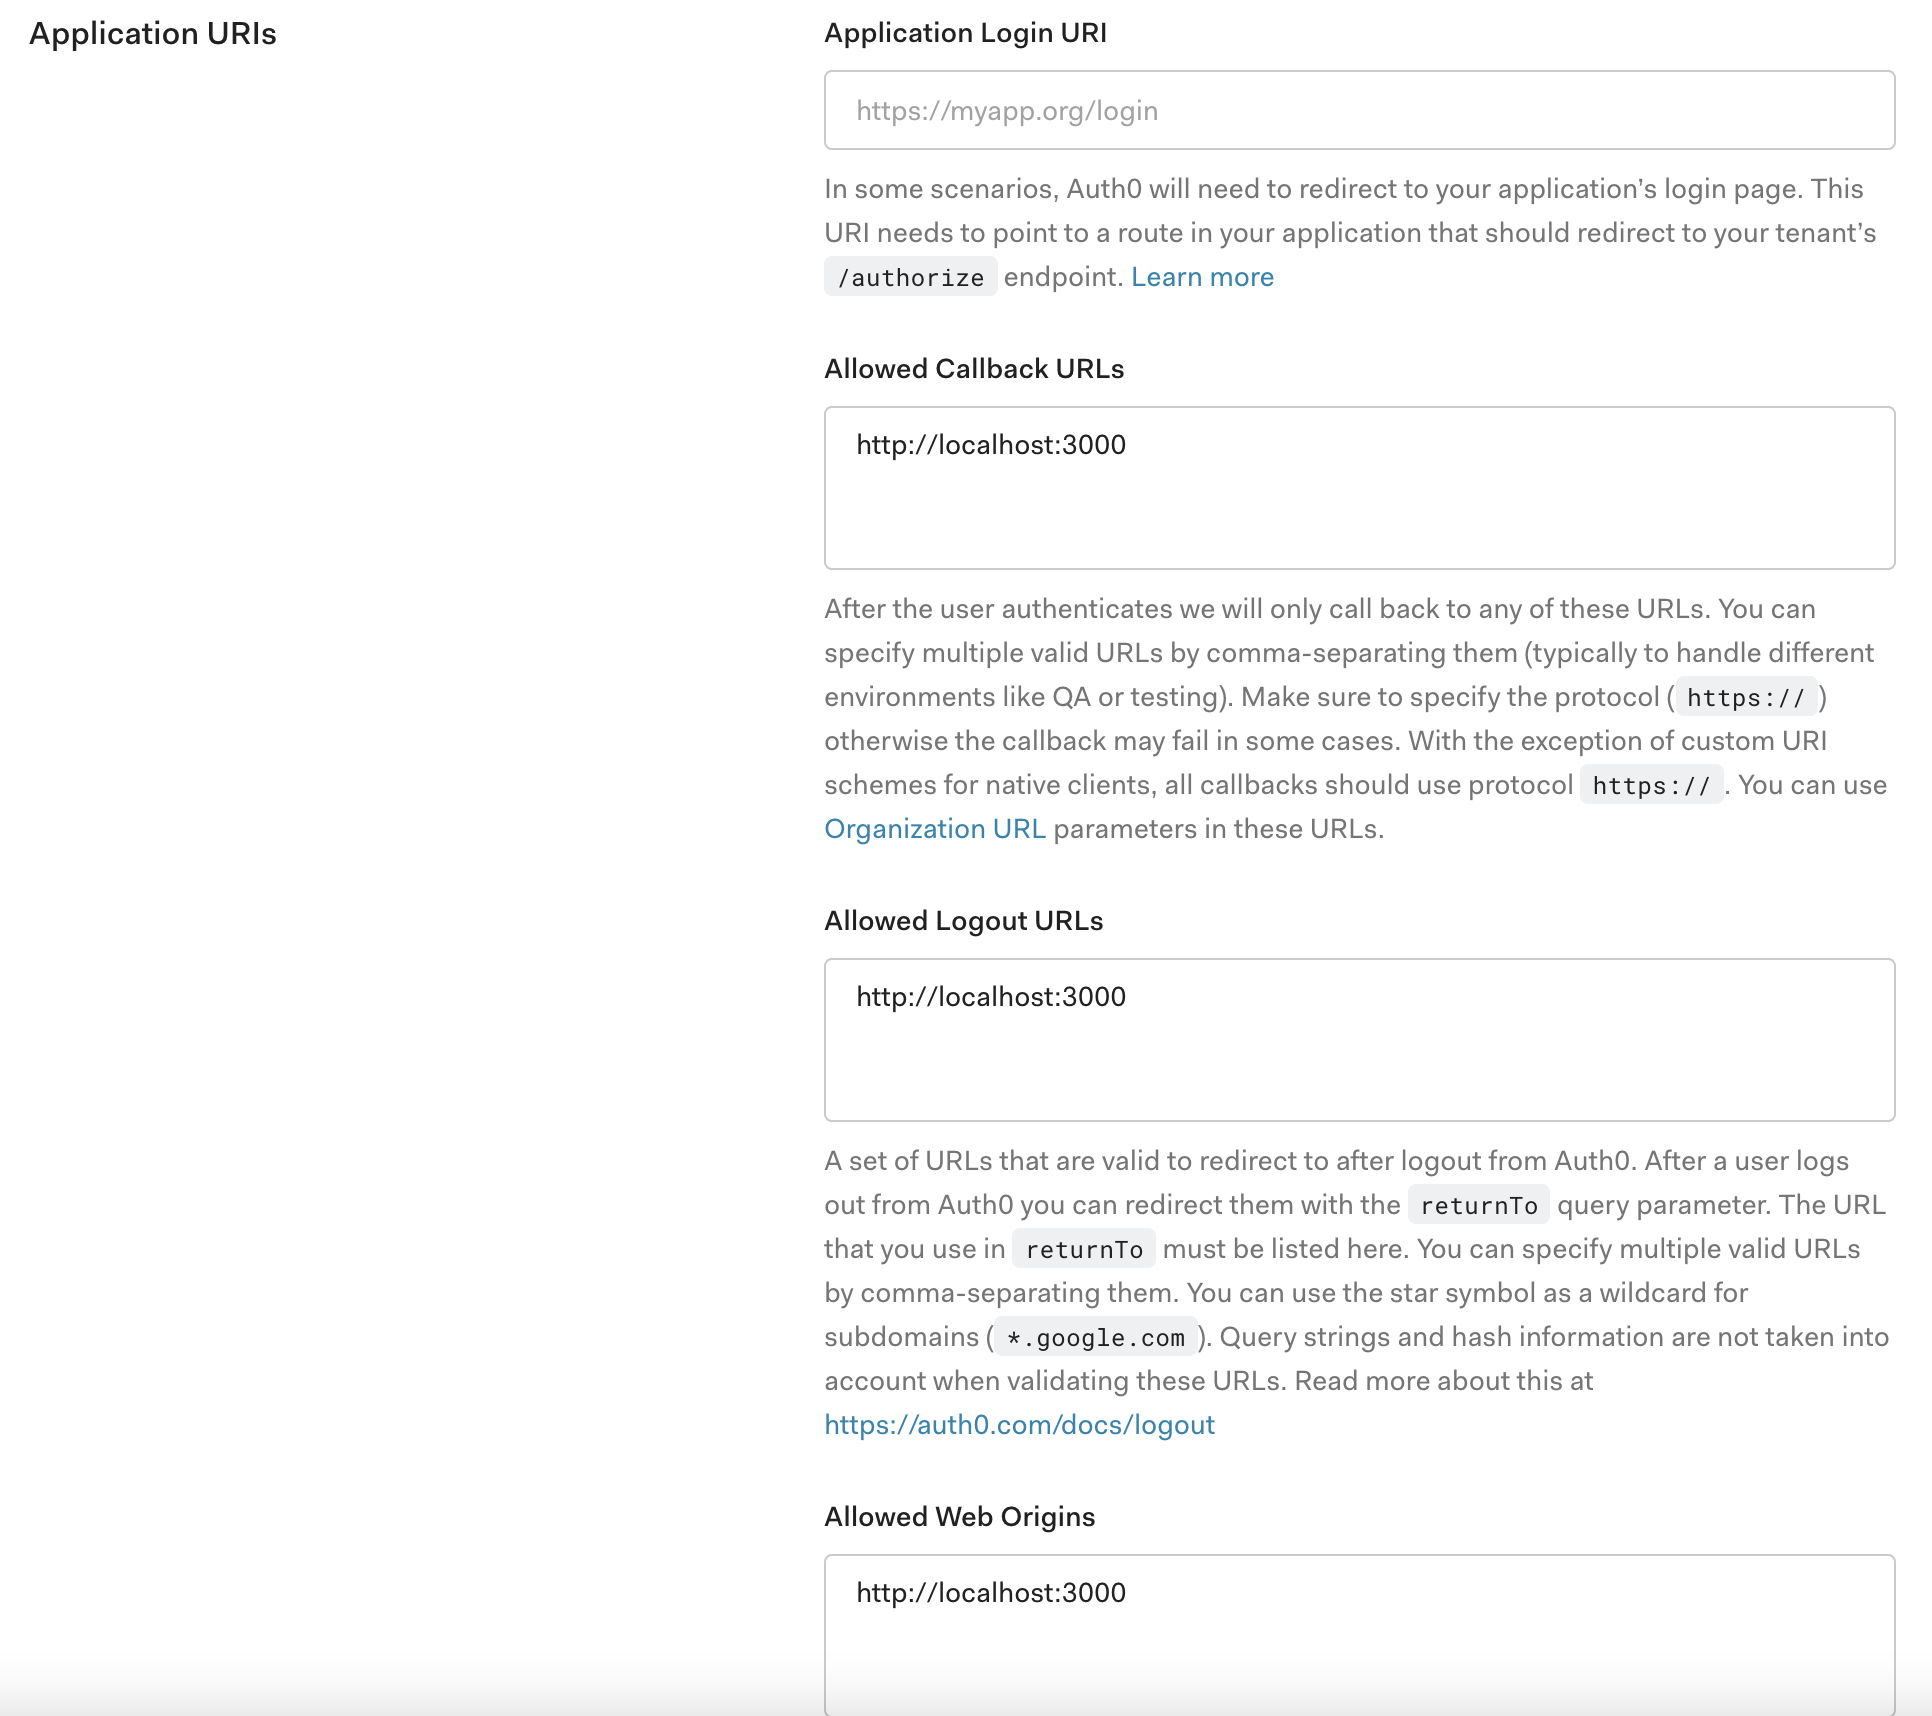 Application URIs
Application Login URI
https://myapp.org/login
In some scenarios, Auth0 will need to redirect to your application’s login page. This
URI needs to point to a route in your application that should redirect to your tenant’s
/authorize endpoint. Learn more
Allowed Callback URLs
http://localhost:3000
After the user authenticates we will only call back to any of these URLs. You can
specify multiple valid URLs by comma-separating them (typically to handle different
environments like QA or testing). Make sure to specify the protocol ( https:// )
otherwise the callback may fail in some cases. With the exception of custom URI
schemes for native clients, all callbacks should use protocol https:// . You can use
Organization URL parameters in these URLs.
Allowed Logout URLs
http://localhost:3000
A set of URLs that are valid to redirect to after logout from Auth0. After a user logs
out from Auth0 you can redirect them with the returnTo query parameter. The URL
that you use in returnTo must be listed here. You can specify multiple valid URLs
by comma-separating them. You can use the star symbol as a wildcard for
subdomains ( *.google.com ). Query strings and hash information are not taken into
account when validating these URLs. Read more about this at
https://auth0.com/docs/logout
Allowed Web Origins
http://localhost:3000